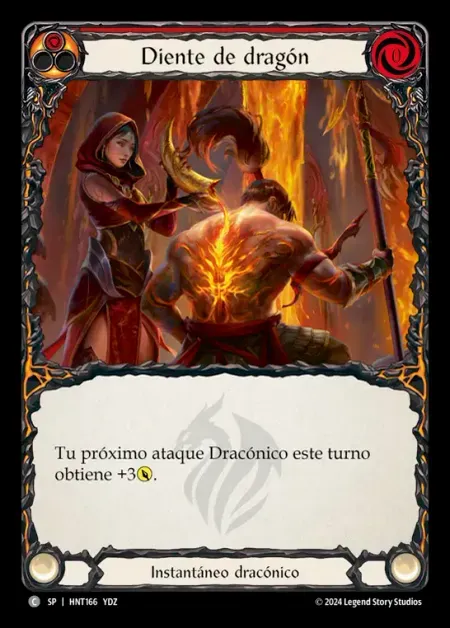 Diente de dragón
0
Tu próximo ataque Dracónico este turno
obtiene +3.
Instantáneo dracónico
C SP | HNT166 YDZ
© 2024 Legend Story Studios